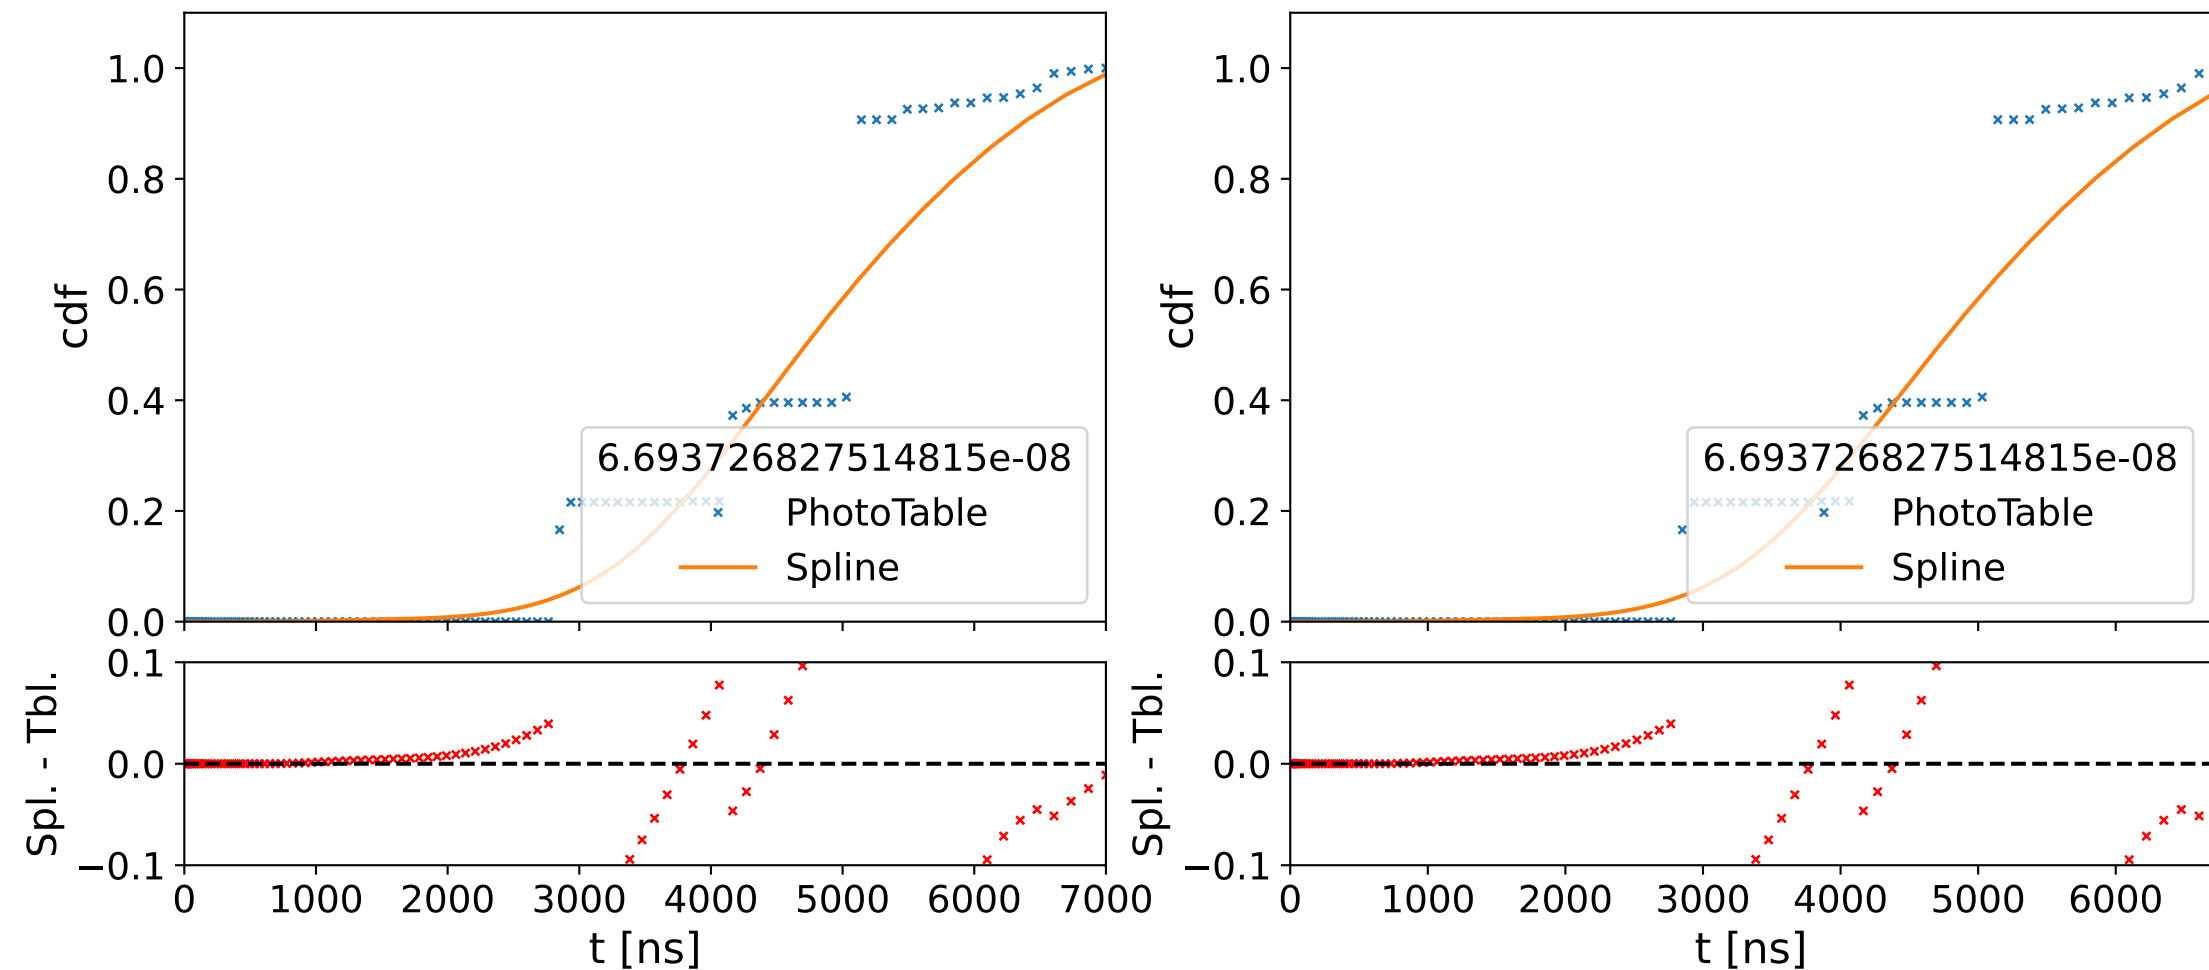 cdf
1.0
0.8
0.6
0.4
0.2
0.0
6.693726827514815e-08
PhotoTable
Spline
Spl. - Tbl.
0.1
0.0
−0.1
0 1000 2000 3000 4000 5000 6000 7000
t [ns]
cdf
1.0
0.8
0.6
0.4
0.2
0.0
6.693726827514815e-08
PhotoTable
Spline
Spl. - Tbl.
0.1
0.0
−0.1
0 1000 2000 3000 4000 5000 6000
t [ns]